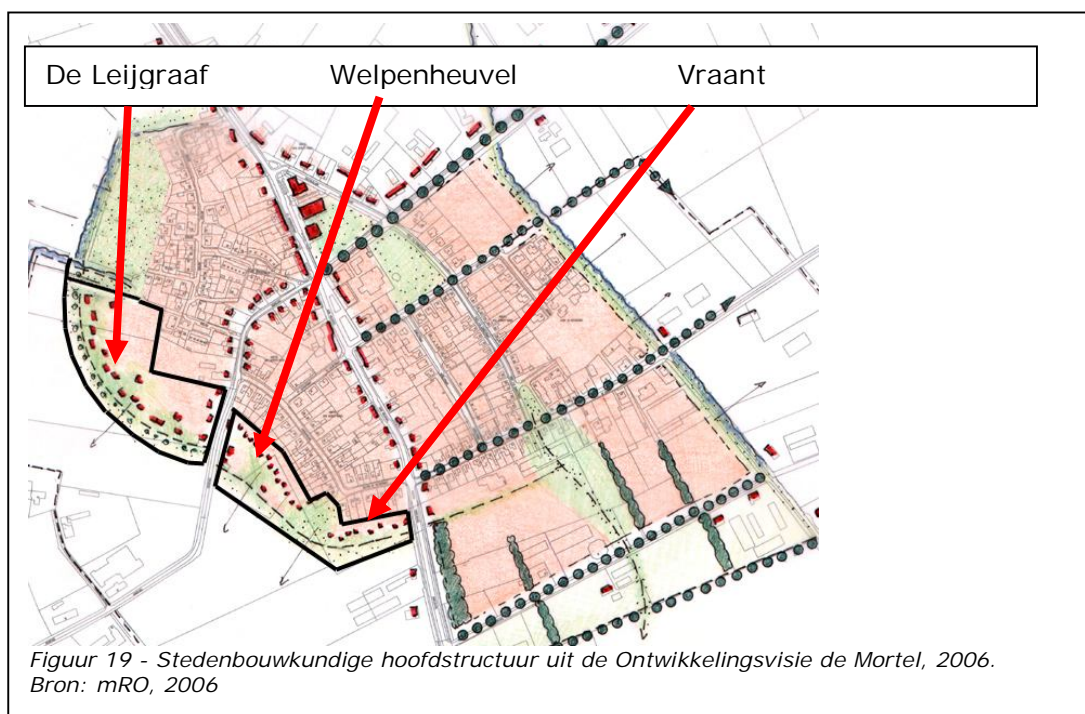 De Leijgraaf Welpenheuvel Vraant
Figuur 19 - Stedenbouwkundige hoofdstructuur uit de Ontwikkelingsvisie de Mortel, 2006.
Bron: mRO, 2006